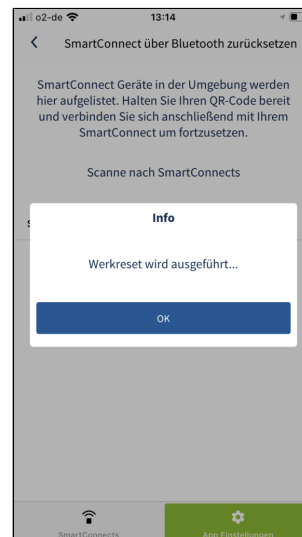 o2-de
13:14
SmartConnect über Bluetooth zurücksetzen
SmartConnect Geräte in der Umgebung werden
hier aufgelistet. Halten Sie Ihren QR-Code bereit
und verbinden Sie sich anschließend mit Ihrem
SmartConnect um fortzusetzen.
Scanne nach SmartConnects
Info
Werkreset wird ausgeführt...
OK
SmartConnects
App Einstellungen